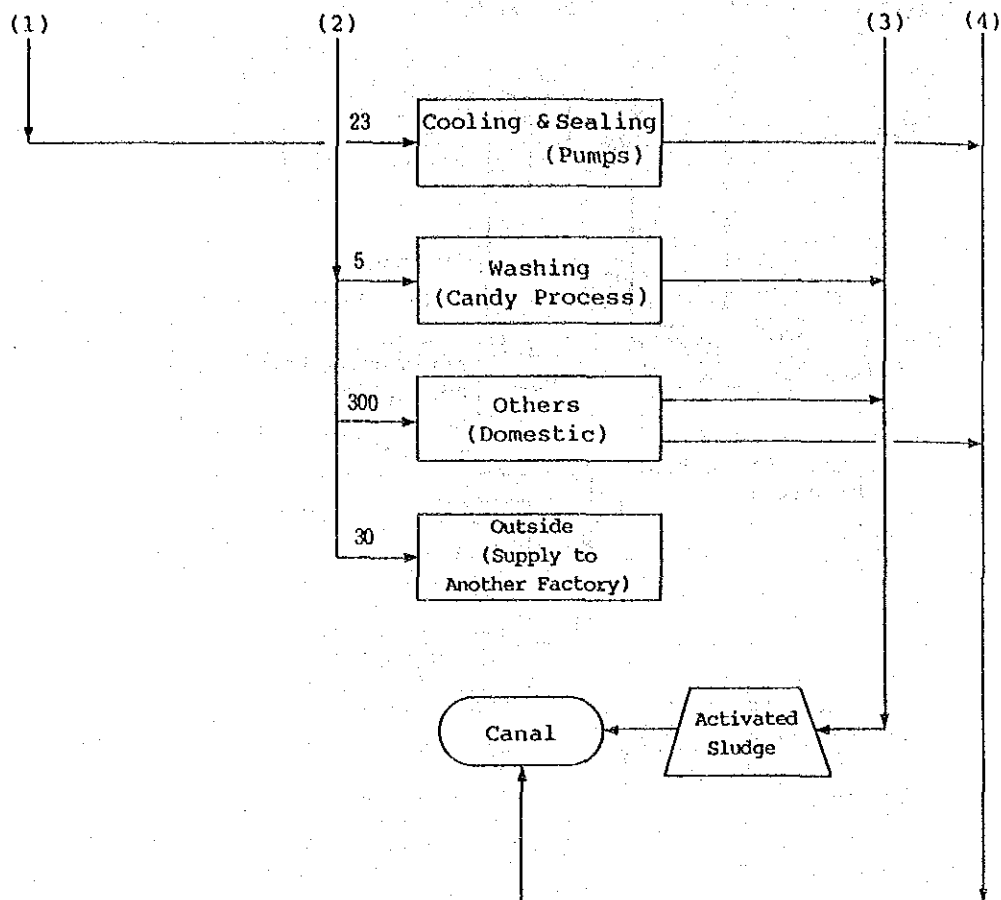 (1) (2) (3) (4)
23
Cooling & Sealing
(Pumps)
5
Washing
(Candy Process)
300
Others
(Domestic)
30
Outside
(Supply to
Another Factory)
Canal
Activated
Sludge